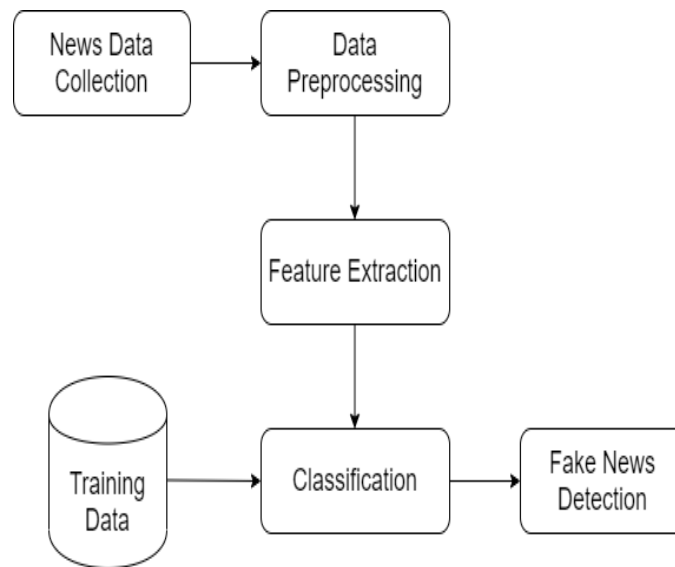 News Data
Collection
Data
Preprocessing
Feature Extraction
Training
Data
Classification
Fake News
Detection